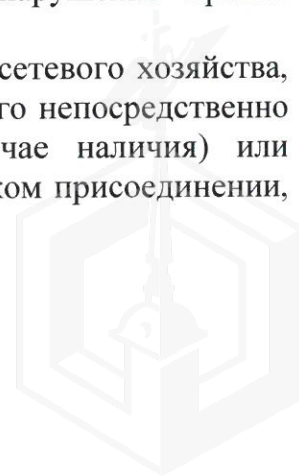 сетевого хозяйства,
го непосредственно
чае наличия) или
ком присоединении,